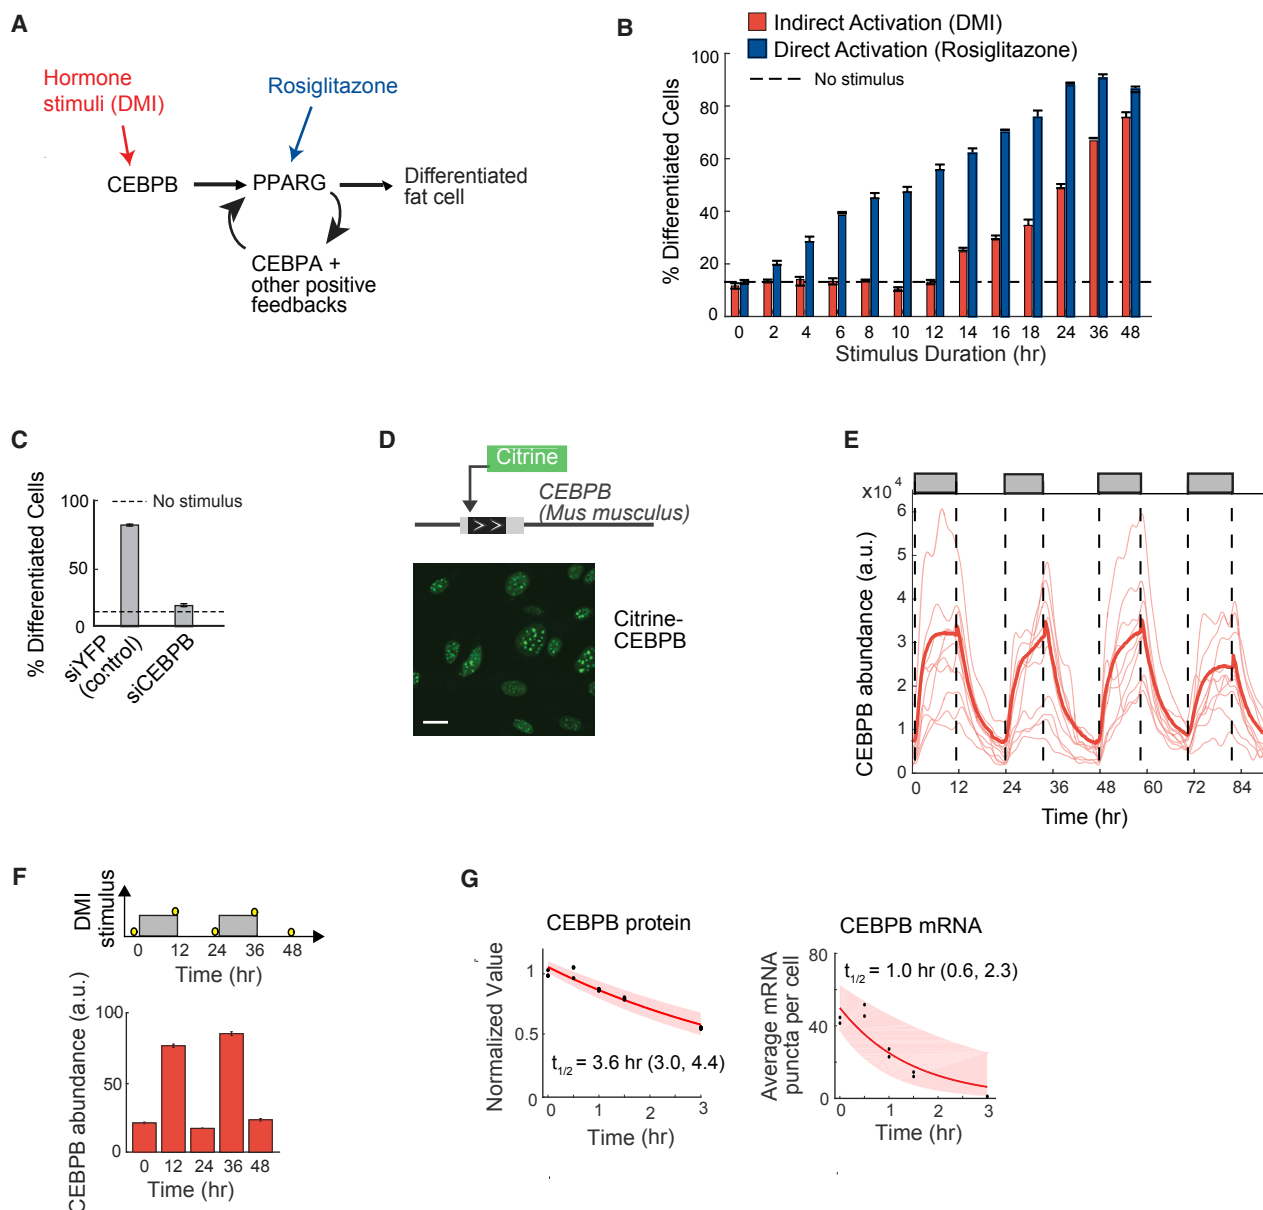 A
Hormone
stimuli (DMI)
Rosiglitazone
CEBPB
PPARG
Differentiated
fat cell
CEBPA +
other positive
feedbacks
B
Indirect Activation (DMI)
Direct Activation (Rosiglitazone)
No stimulus
% Differentiated Cells
100
80
60
40
20
0
0 2 4 6 8 10 12 14 16 18 24 36 48
Stimulus Duration (hr)
C
% Differentiated Cells
100
50
0
No stimulus
siYFP
(control)
siCEBPB
D
Citrine
CEBPB
(Mus musculus)
Citrine-
CEBPB
E
x10 4
CEBPB abundance (a.u.)
6
5
4
3
2
1
0
0 12 24 36 48 60 72 84
Time (hr)
F
DMI
stimulus
0 12 24 36 48
Time (hr)
CEBPB abundance (a.u.)
100
50
0
0 12 24 36 48
Time (hr)
G
CEBPB protein
Normalized Value
1
0.5
0
t1/2 = 3.6 hr (3.0, 4.4)
0 1 2 3
Time (hr)
CEBPB mRNA
Average mRNA
puncta per cell
80
40
0
t1/2 = 1.0 hr (0.6, 2.3)
0 1 2 3
Time (hr)